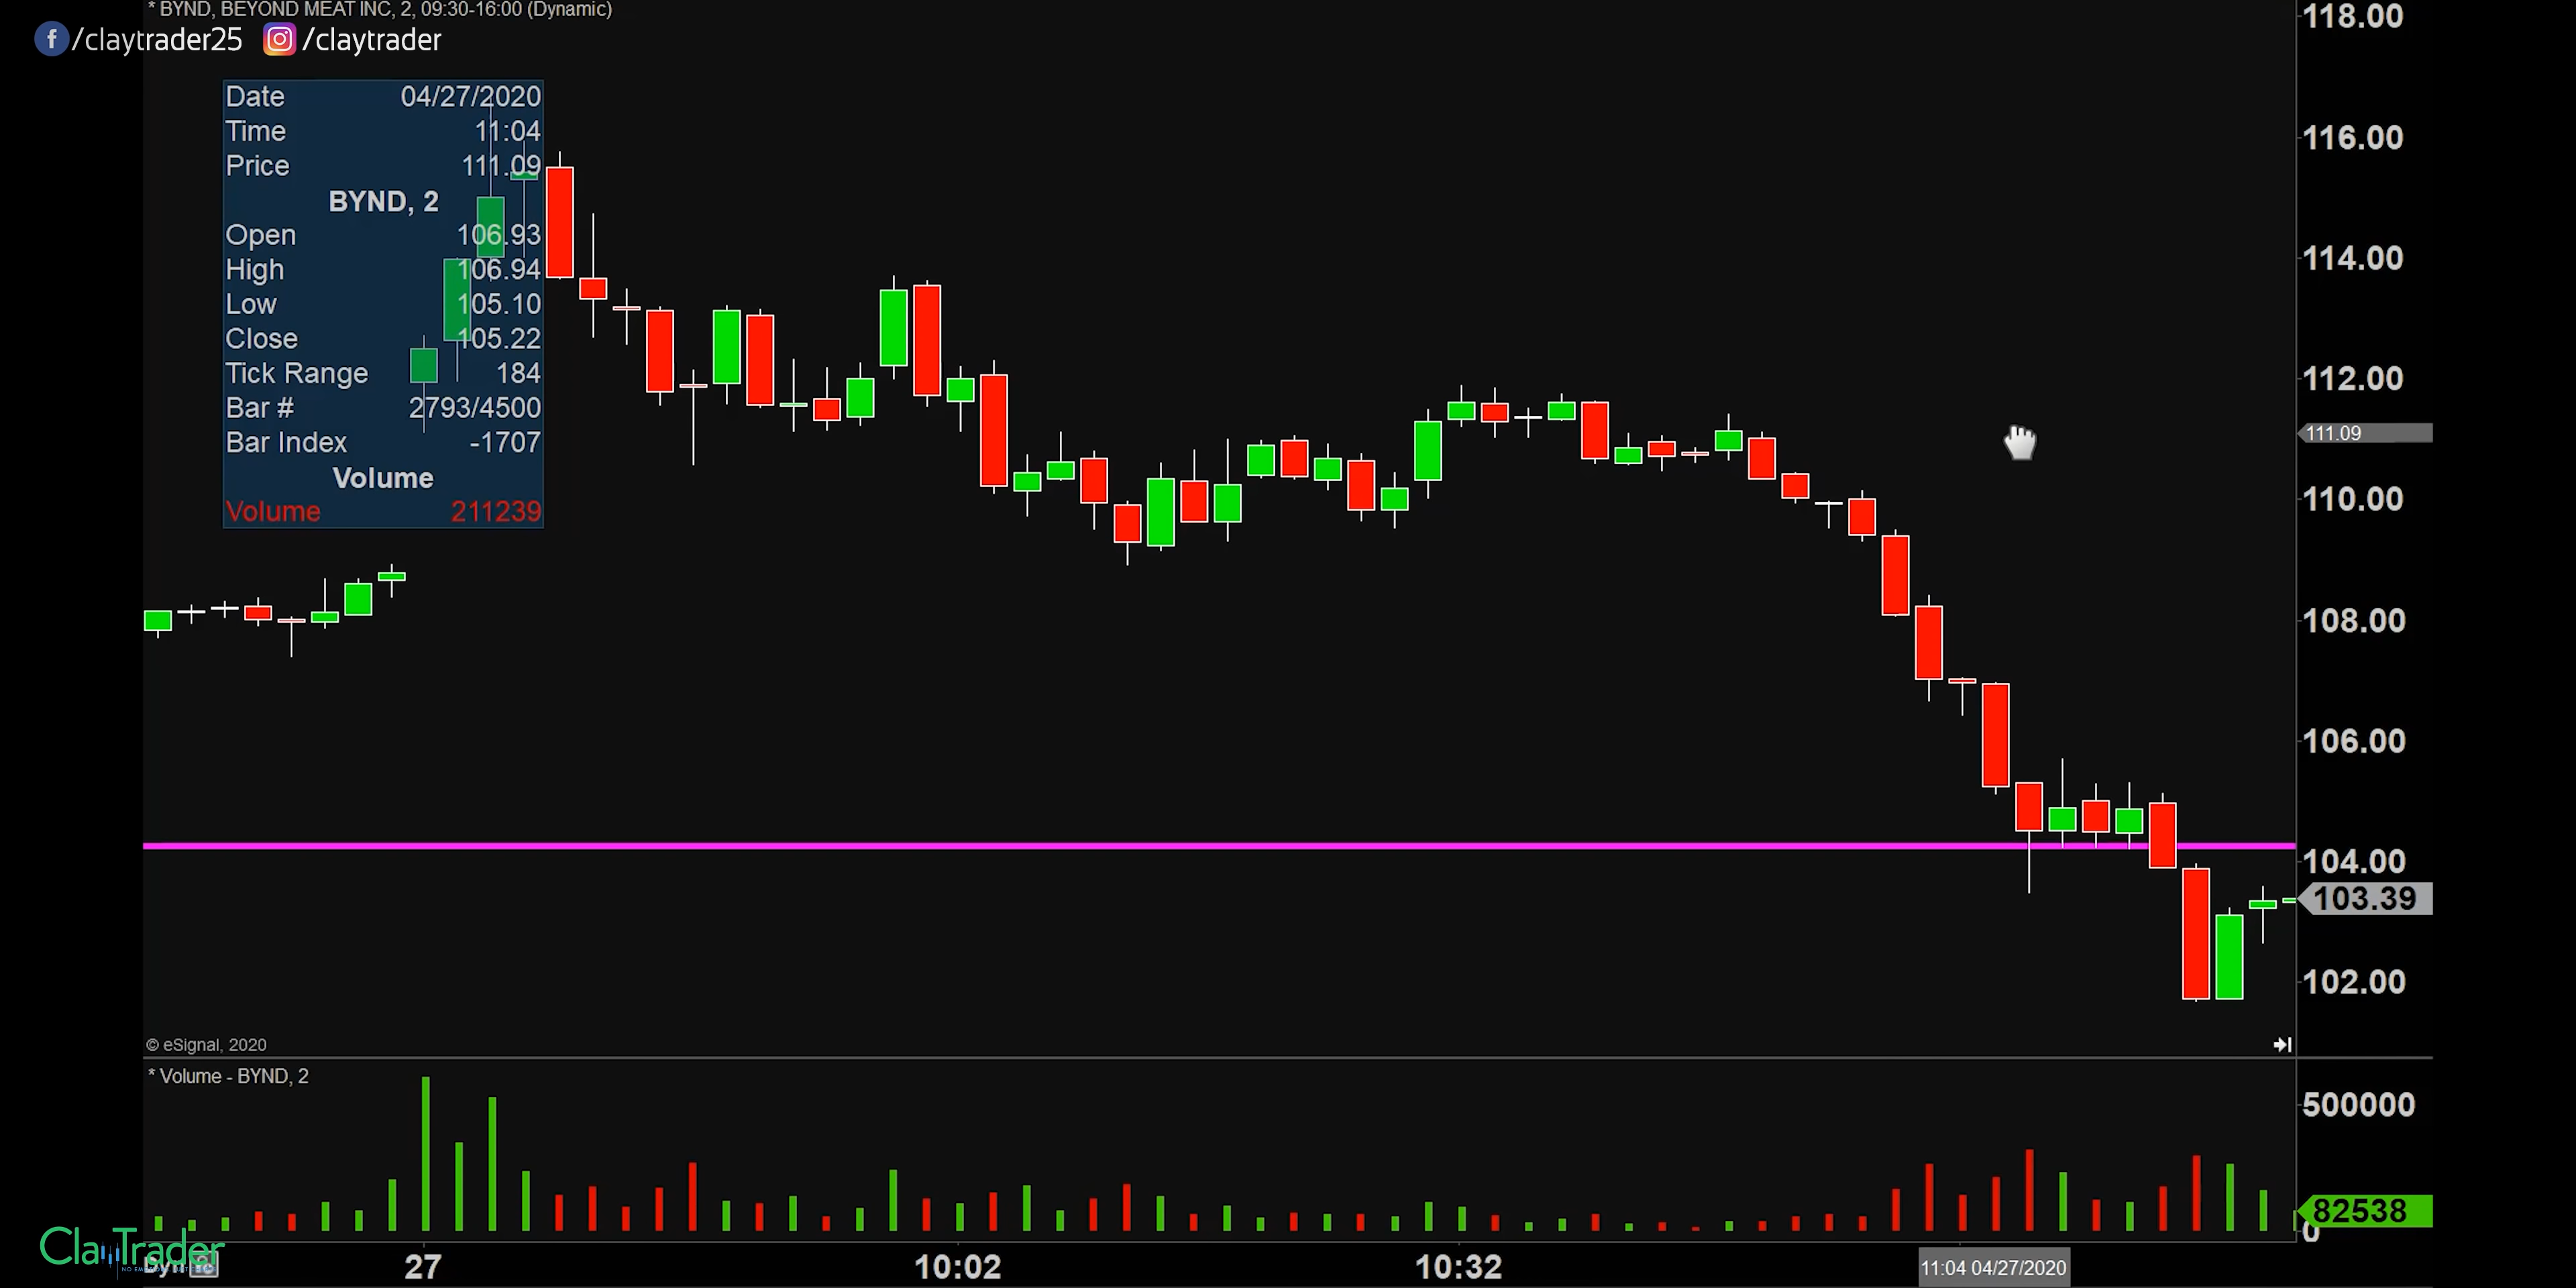 * BYND, BEYOND MEAT INC, 2, 09:30-16:00 (Dynamic)
/claytrader25 /claytrader
Date 04/27/2020
Time 11:04
Price 111.09
BYND, 2
Open 106.93
High 106.94
Low 105.10
Close 105.22
Tick Range 184
Bar # 2793/4500
Bar Index -1707
Volume
Volume 211239
118.00
116.00
114.00
112.00
111.09
110.00
108.00
106.00
104.00
103.39
102.00
© eSignal, 2020
* Volume - BYND, 2
500000
82538
0
ClayTrader
27 10:02 10:32 11:04 04/27/2020